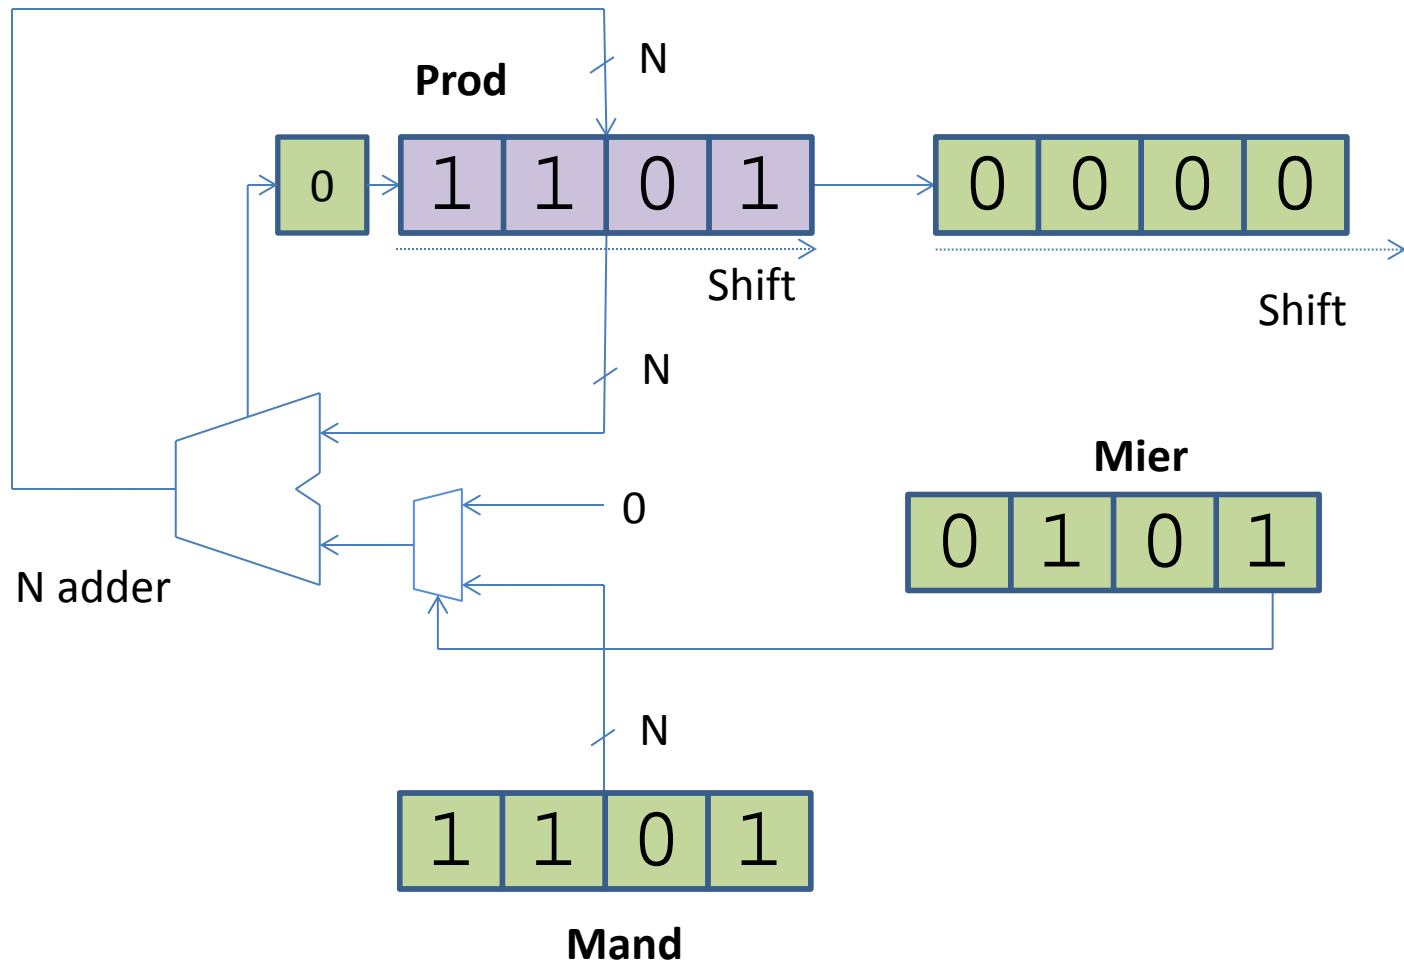 N
Prod
0 1 1 0 1 0 0 0 0
Shift
Shift
N
Mier
0
0 1 0 1
N adder
N
1 1 0 1
Mand